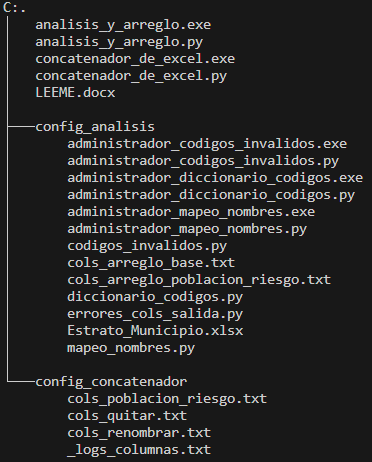 C:.
analisis_y_arreglo.exe
analisis_y_arreglo.py
concatenador_de_excel.exe
concatenador_de_excel.py
LEEME.docx
config_analisis
administrador_codigos_invalidos.exe
administrador_codigos_invalidos.py
administrador_diccionario_codigos.exe
administrador_diccionario_codigos.py
administrador_mapeo_nombres.exe
administrador_mapeo_nombres.py
codigos_invalidos.py
cols_arreglo_base.txt
cols_arreglo_poblacion_riesgo.txt
diccionario_codigos.py
errores_cols_salida.py
Estrato_Municipio.xlsx
mapeo_nombres.py
config_concatenador
cols_poblacion_riesgo.txt
cols_quitar.txt
cols_renombrar.txt
_logs_columnas.txt